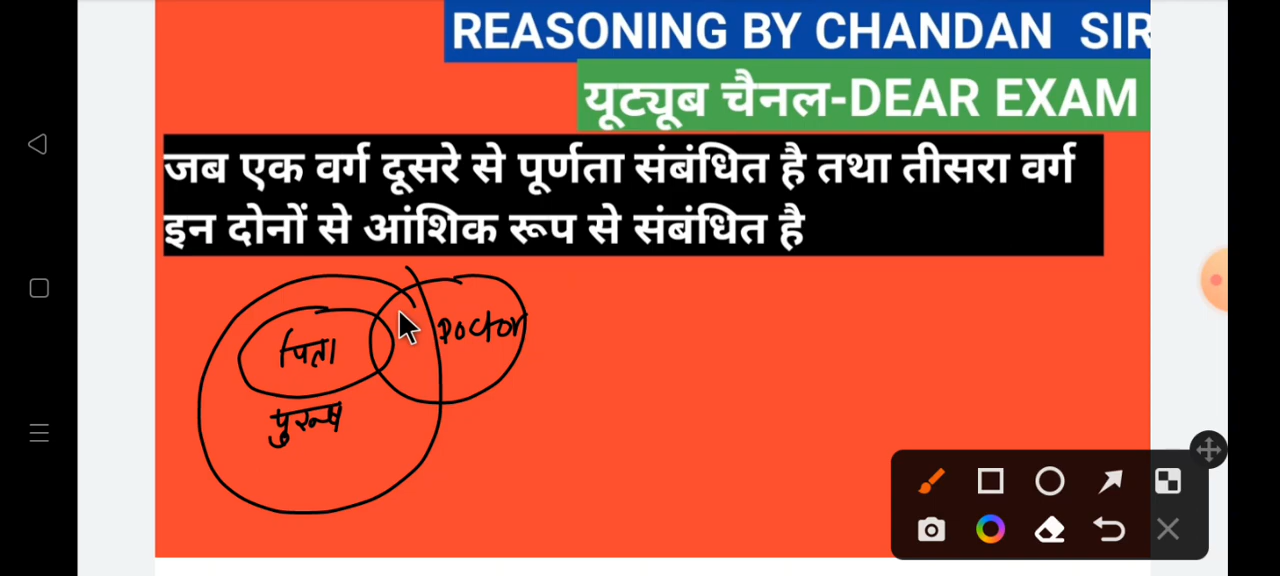 REASONING BY CHANDAN SIR
यूट्यूब चैनल-DEAR EXAM
जब एक वर्ग दूसरे से पूर्णता संबंधित है तथा तीसरा वर्ग
इन दोनों से आंशिक रूप से संबंधित है
पिता
Doctor
पुरुष